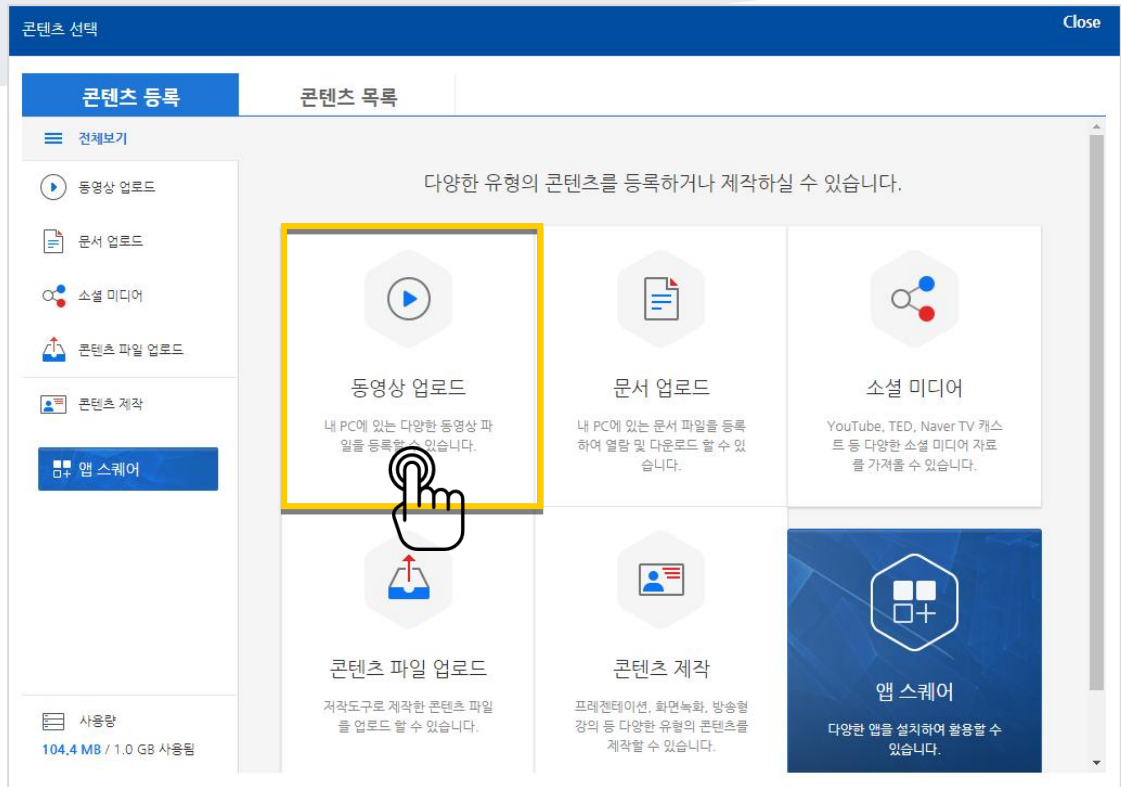 콘텐츠 선택
Close
콘텐츠 등록
콘텐츠 목록
전체보기
동영상 업로드
문서 업로드
소셜 미디어
콘텐츠 파일 업로드
콘텐츠 제작
앱 스퀘어
사용량
104.4 MB / 1.0 GB 사용됨
다양한 유형의 콘텐츠를 등록하거나 제작하실 수 있습니다.
동영상 업로드
내 PC에 있는 다양한 동영상 파
일을 등록할 수 있습니다.
문서 업로드
내 PC에 있는 문서 파일을 등록
하여 열람 및 다운로드 할 수 있
습니다.
소셜 미디어
YouTube, TED, Naver TV 캐스
트 등 다양한 소셜 미디어 자료
를 가져올 수 있습니다.
콘텐츠 파일 업로드
저작도구로 제작한 콘텐츠 파일
을 업로드 할 수 있습니다.
콘텐츠 제작
프레젠테이션, 화면녹화, 방송형
강의 등 다양한 유형의 콘텐츠를
제작할 수 있습니다.
앱 스퀘어
다양한 앱을 설치하여 활용할 수
있습니다.